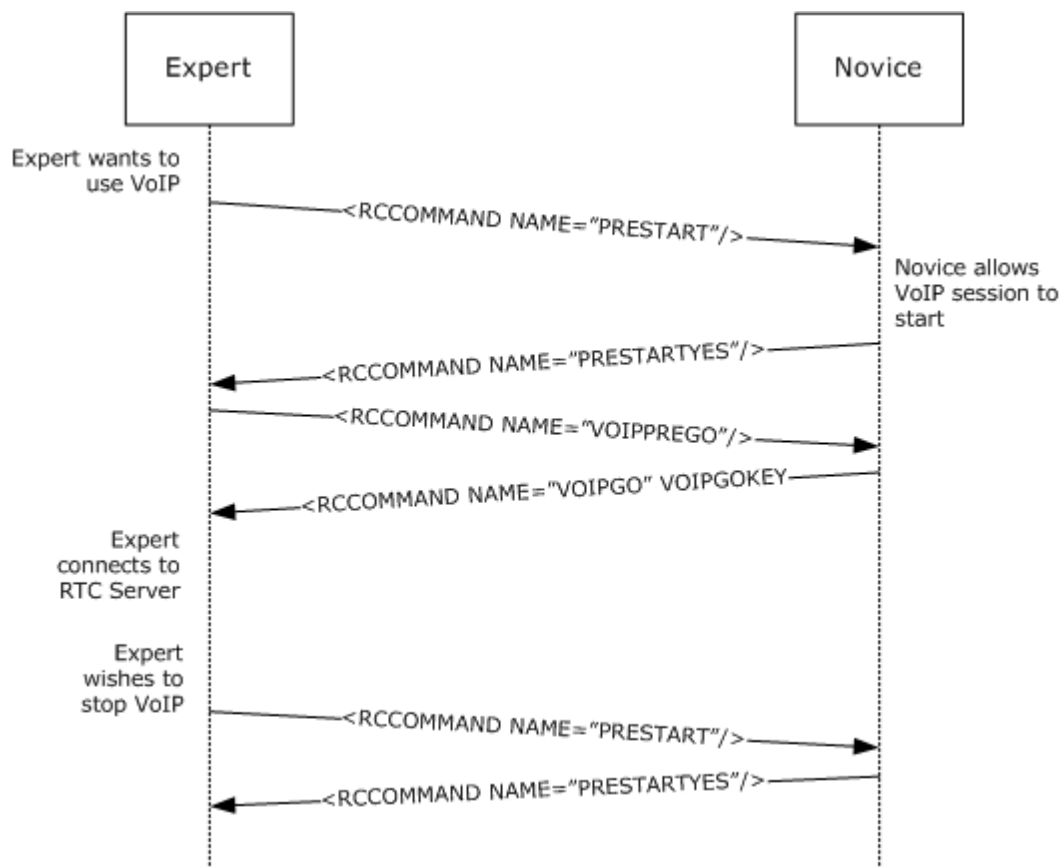 Expert
Novice
Expert wants to
use VoIP
<RCCOMMAND NAME=”PRESTART”/>
Novice allows
VoIP session to
start
<RCCOMMAND NAME=”PRESTARTYES”/>
<RCCOMMAND NAME=”VOIPPREGO”/>
<RCCOMMAND NAME=”VOIPGO” VOIPGOKEY
Expert
connects to
RTC Server
Expert
wishes to
stop VoIP
<RCCOMMAND NAME=”PRESTART”/>
<RCCOMMAND NAME=”PRESTARTYES”/>